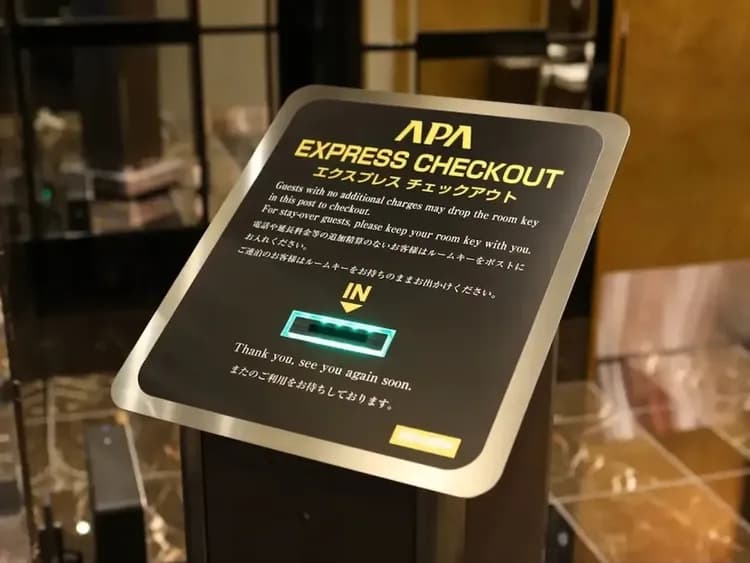 APA
EXPRESS CHECKOUT
エクスプレス チェックアウト
Guests with no additional charges may drop the room key
in this post to checkout.
For stay-over guests, please keep your room key with you.
電話や延長料金等の追加精算のないお客様はルームキーをポストに
お入れください。
ご連泊のお客様はルームキーをお持ちのままお出かけください。
IN
Thank you, see you again soon.
またのご利用をお待ちしております。